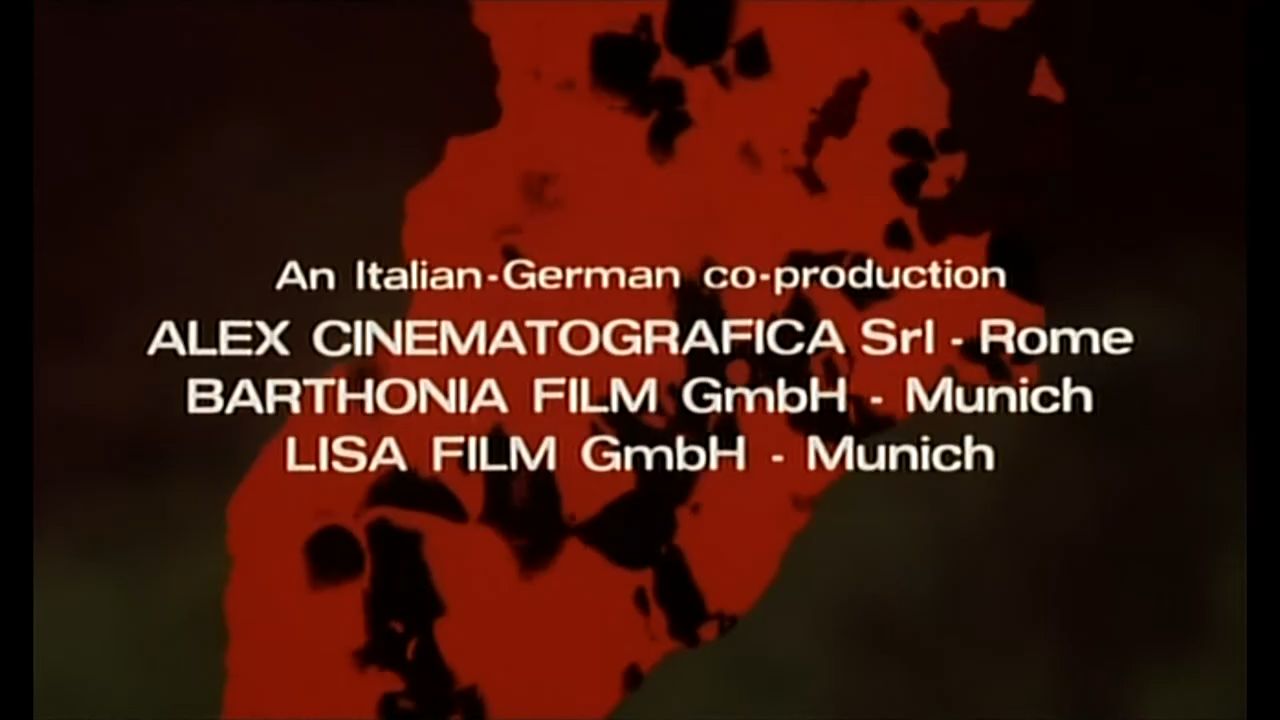 An Italian-German co-production
ALEX CINEMATOGRAFICA Srl - Rome
BARTHONIA FILM GmbH - Munich
LISA FILM GmbH - Munich